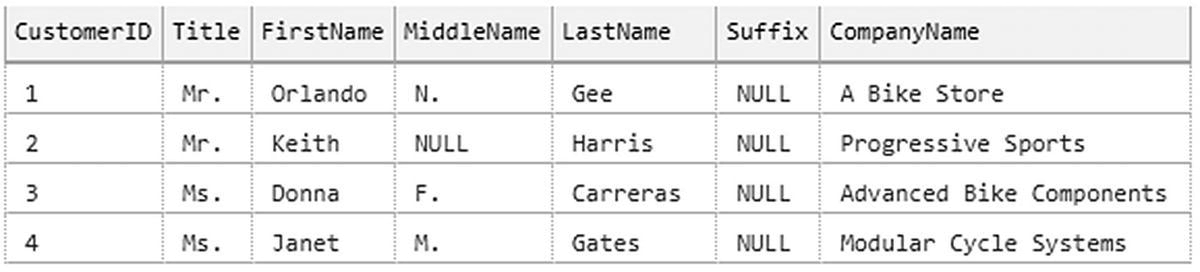 CustomerID Title FirstName MiddleName LastName Suffix CompanyName
1 Mr. Orlando N. Gee NULL A Bike Store
2 Mr. Keith NULL Harris NULL Progressive Sports
3 Ms. Donna F. Carreras NULL Advanced Bike Components
4 Ms. Janet M. Gates NULL Modular Cycle Systems